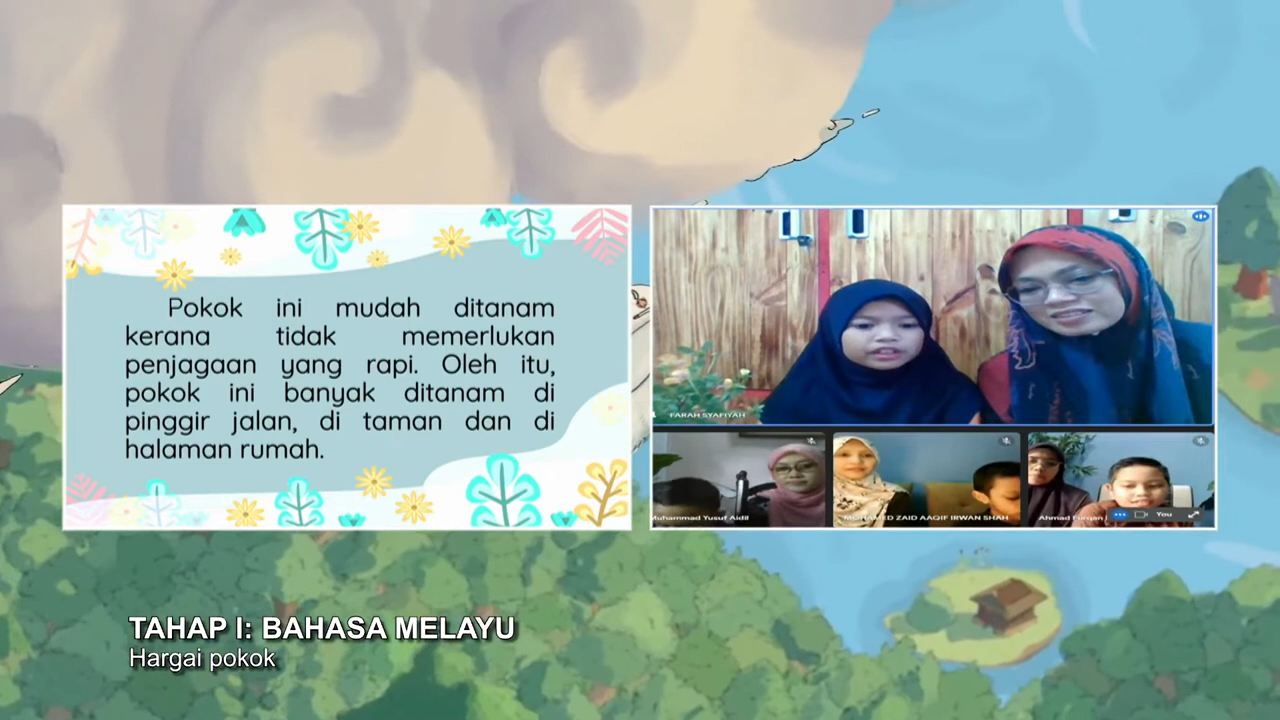 Pokok ini mudah ditanam
kerana tidak memerlukan
penjagaan yang rapi. Oleh itu,
pokok ini banyak ditanam di
pinggir jalan, di taman dan di
halaman rumah.
FARAH SYAFIYAH
Muhammad Yusuf Aidil
MUHAMED ZAID AAQIF IRWAN SHAH
Ahmad Furqan
You
TAHAP I: BAHASA MELAYU
Hargai pokok